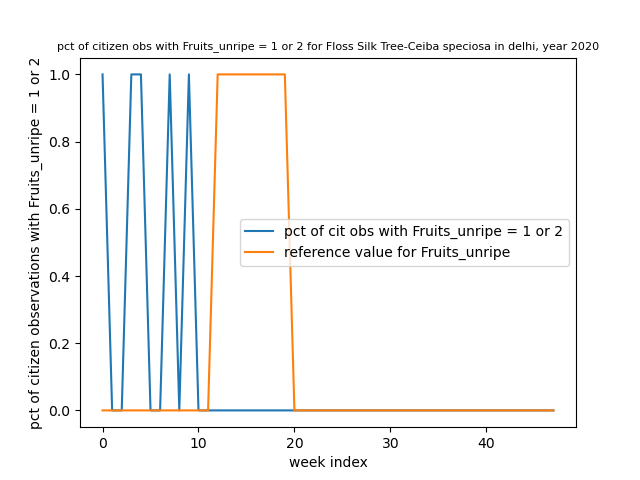 pct of citizen obs with Fruits_unripe = 1 or 2 for Floss Silk Tree-Ceiba speciosa in delhi, year 2020
pct of citizen observations with Fruits_unripe = 1 or 2
1.0
0.8
0.6
0.4
0.2
0.0
pct of cit obs with Fruits_unripe = 1 or 2
reference value for Fruits_unripe
0 10 20 30 40
week index